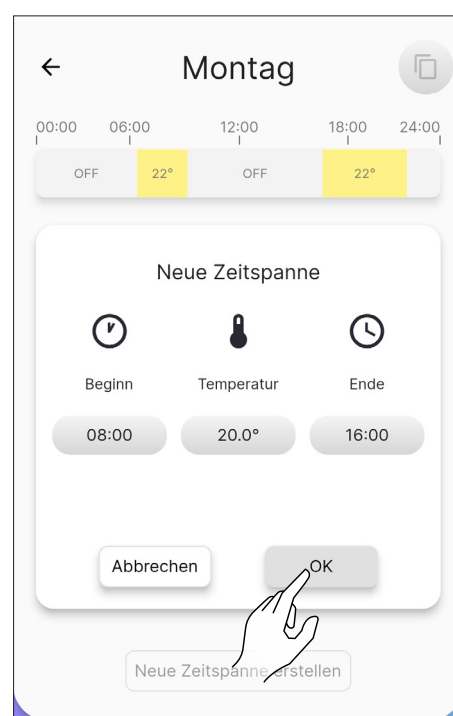 Montag
00:00 06:00 12:00 18:00 24:00
OFF 22° OFF 22°
Neue Zeitspanne
Beginn Temperatur Ende
08:00 20.0° 16:00
Abbrechen OK
Neue Zeitspanne erstellen